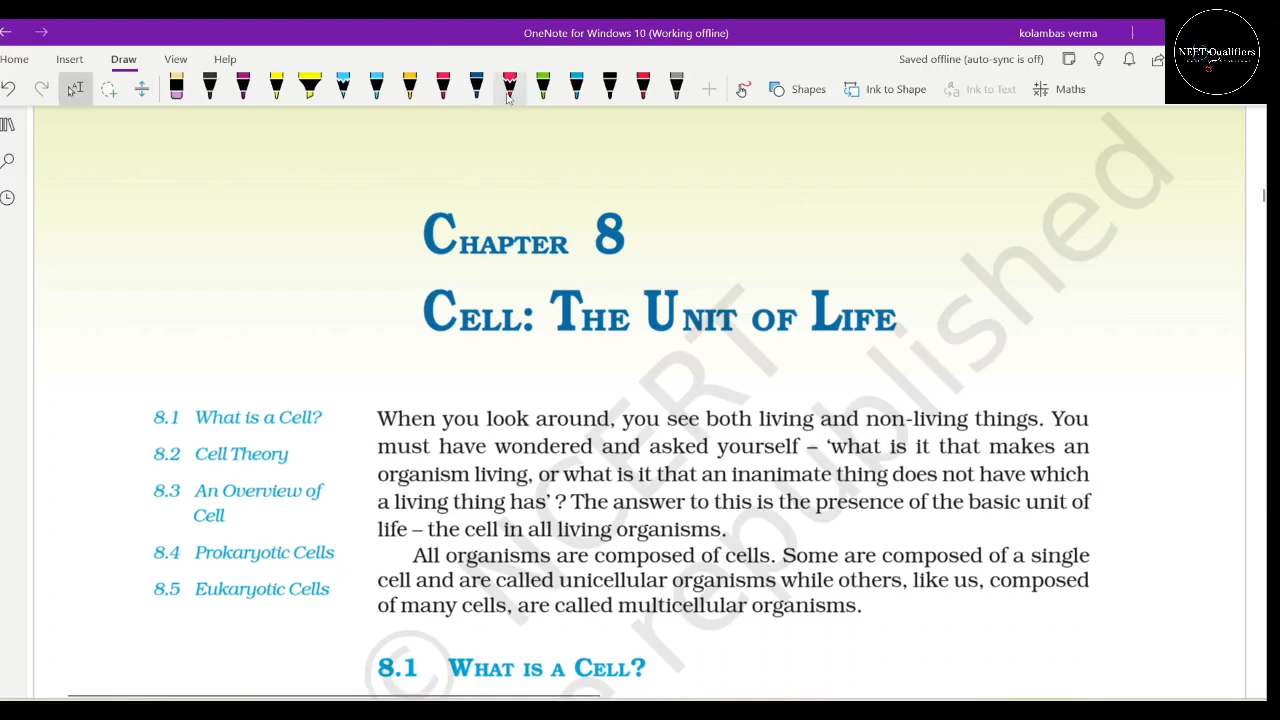 OneNote for Windows 10 (Working offline)
kolambas verma
NEET Qualifiers
Home Insert Draw View Help
Saved offline (auto-sync is off)
Shapes
Ink to Shape
Ink to Text
Maths
CHAPTER 8
CELL: THE UNIT OF LIFE
8.1 What is a Cell?
8.2 Cell Theory
8.3 An Overview of
Cell
8.4 Prokaryotic Cells
8.5 Eukaryotic Cells
When you look around, you see both living and non-living things. You
must have wondered and asked yourself – ‘what is it that makes an
organism living, or what is it that an inanimate thing does not have which
a living thing has’ ? The answer to this is the presence of the basic unit of
life – the cell in all living organisms.
All organisms are composed of cells. Some are composed of a single
cell and are called unicellular organisms while others, like us, composed
of many cells, are called multicellular organisms.
8.1 WHAT IS A CELL?
© NCERT
republished